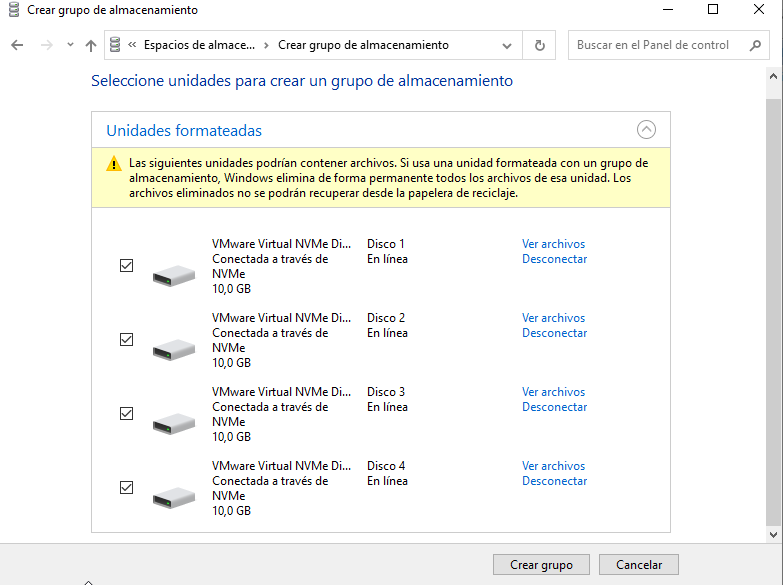 Crear grupo de almacenamiento
« Espacios de almace... › Crear grupo de almacenamiento
Buscar en el Panel de control
Seleccione unidades para crear un grupo de almacenamiento
Unidades formateadas
Las siguientes unidades podrían contener archivos. Si usa una unidad formateada con un grupo de
almacenamiento, Windows elimina de forma permanente todos los archivos de esa unidad. Los
archivos eliminados no se podrán recuperar desde la papelera de reciclaje.
VMware Virtual NVMe Di... Disco 1 Ver archivos
Conectada a través de En línea Desconectar
NVMe
10,0 GB
VMware Virtual NVMe Di... Disco 2 Ver archivos
Conectada a través de En línea Desconectar
NVMe
10,0 GB
VMware Virtual NVMe Di... Disco 3 Ver archivos
Conectada a través de En línea Desconectar
NVMe
10,0 GB
VMware Virtual NVMe Di... Disco 4 Ver archivos
Conectada a través de En línea Desconectar
NVMe
10,0 GB
Crear grupo Cancelar